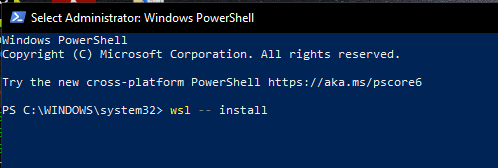 Select Administrator: Windows PowerShell
Windows PowerShell
Copyright (C) Microsoft Corporation. All rights reserved.
Try the new cross-platform PowerShell https://aka.ms/pscore6
PS C:\WINDOWS\system32> wsl -- install